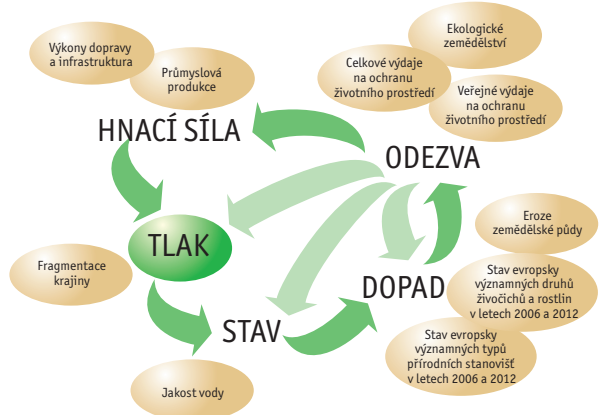 Výkony dopravy
a infrastruktura
Průmyslová
produkce
HNACÍ SÍLA
Ekologické
zemědělství
Celkové výdaje
na ochranu
životního prostředí
Veřejné výdaje
na ochranu
životního prostředí
ODEZVA
TLAK
Fragmentace
krajiny
Eroze
zemědělské půdy
DOPAD
Stav evropsky
významných druhů
živočichů a rostlin
v letech 2006 a 2012
STAV
Stav evropsky
významných typů
přírodních stanovišť
v letech 2006 a 2012
Jakost vody